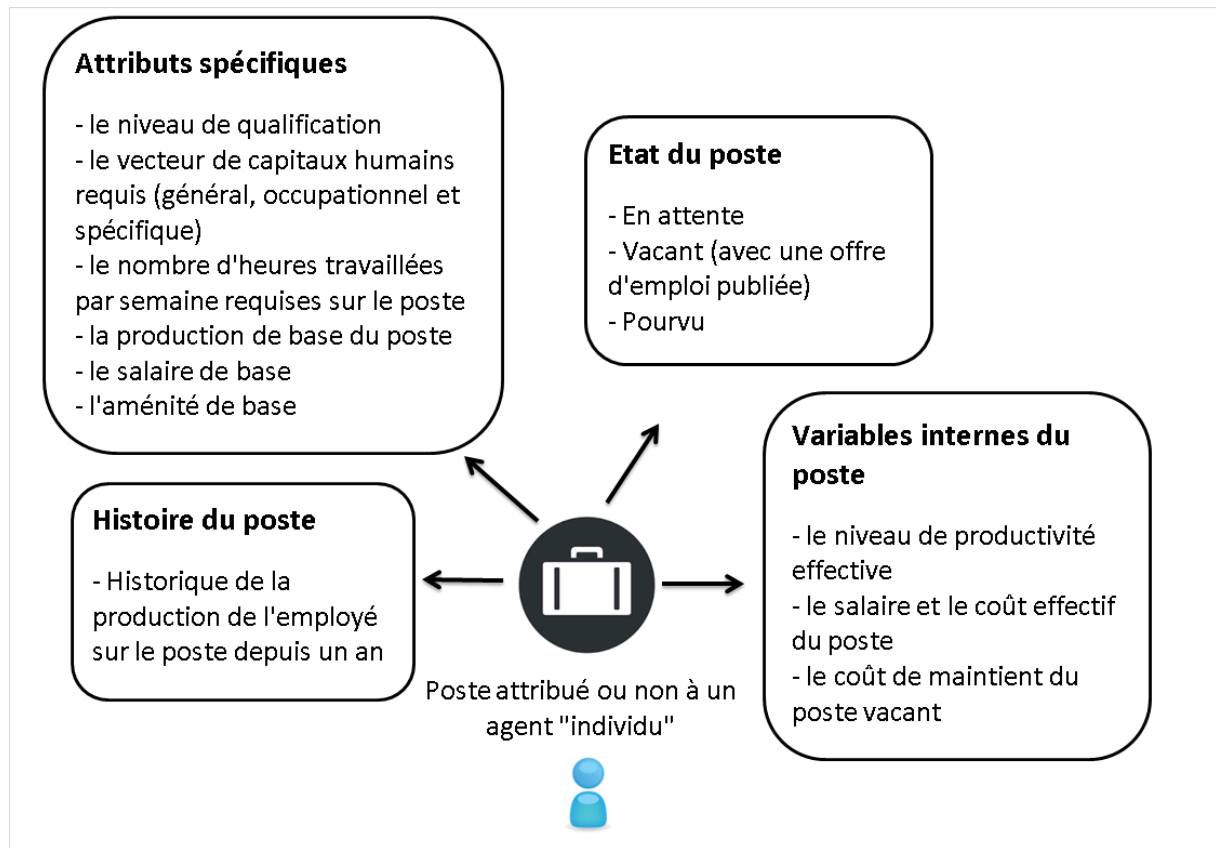 Attributs spécifiques
- le niveau de qualification
- le vecteur de capitaux humains
requis (général, occupationnel et
spécifique)
- le nombre d'heures travaillées
par semaine requises sur le poste
- la production de base du poste
- le salaire de base
- l'aménité de base
Etat du poste
- En attente
- Vacant (avec une offre
d'emploi publiée)
- Pourvu
Histoire du poste
- Historique de la
production de l'employé
sur le poste depuis un an
Variables internes du
poste
- le niveau de productivité
effective
- le salaire et le coût effectif
du poste
- le coût de maintient du
poste vacant
Poste attribué ou non à un
agent "individu"